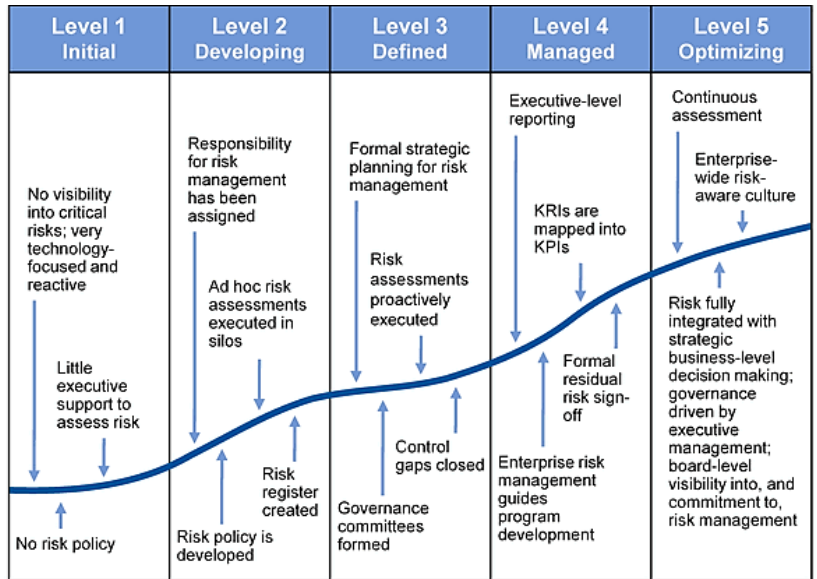 Level 1
Initial
Level 2
Developing
Level 3
Defined
Level 4
Managed
Level 5
Optimizing
No visibility
into critical
risks; very
technology-
focused and
reactive
Little
executive
support to
assess risk
No risk policy
Responsibility
for risk
management
has been
assigned
Ad hoc risk
assessments
executed in
silos
Risk
register
created
Risk policy is
developed
Formal strategic
planning for risk
management
Risk
assessments
proactively
executed
Control
gaps closed
Governance
committees
formed
Executive-level
reporting
KRIs are
mapped into
KPIs
Formal
residual
risk sign-
off
Enterprise risk
management
guides
program
development
Continuous
assessment
Enterprise-
wide risk-
aware culture
Risk fully
integrated with
strategic
business-level
decision making;
governance
driven by
executive
management;
board-level
visibility into, and
commitment to,
risk management